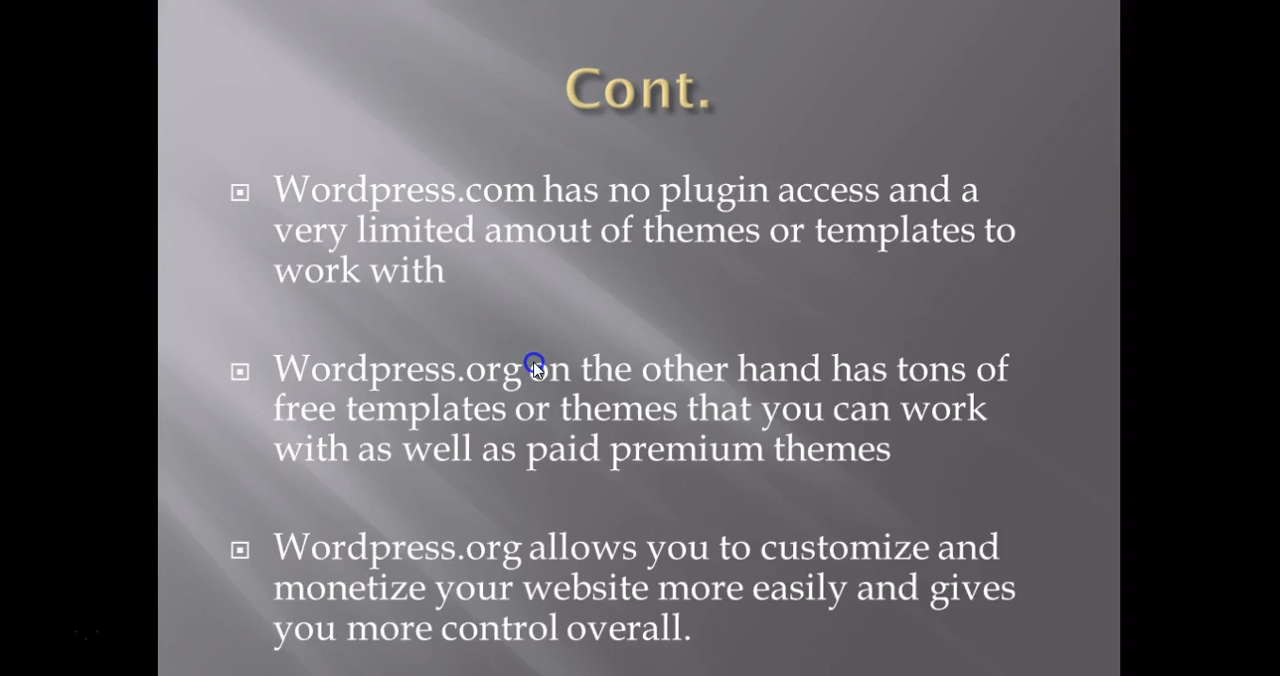 Cont.
Wordpress.com has no plugin access and a
very limited amout of themes or templates to
work with
Wordpress.org on the other hand has tons of
free templates or themes that you can work
with as well as paid premium themes
Wordpress.org allows you to customize and
monetize your website more easily and gives
you more control overall.